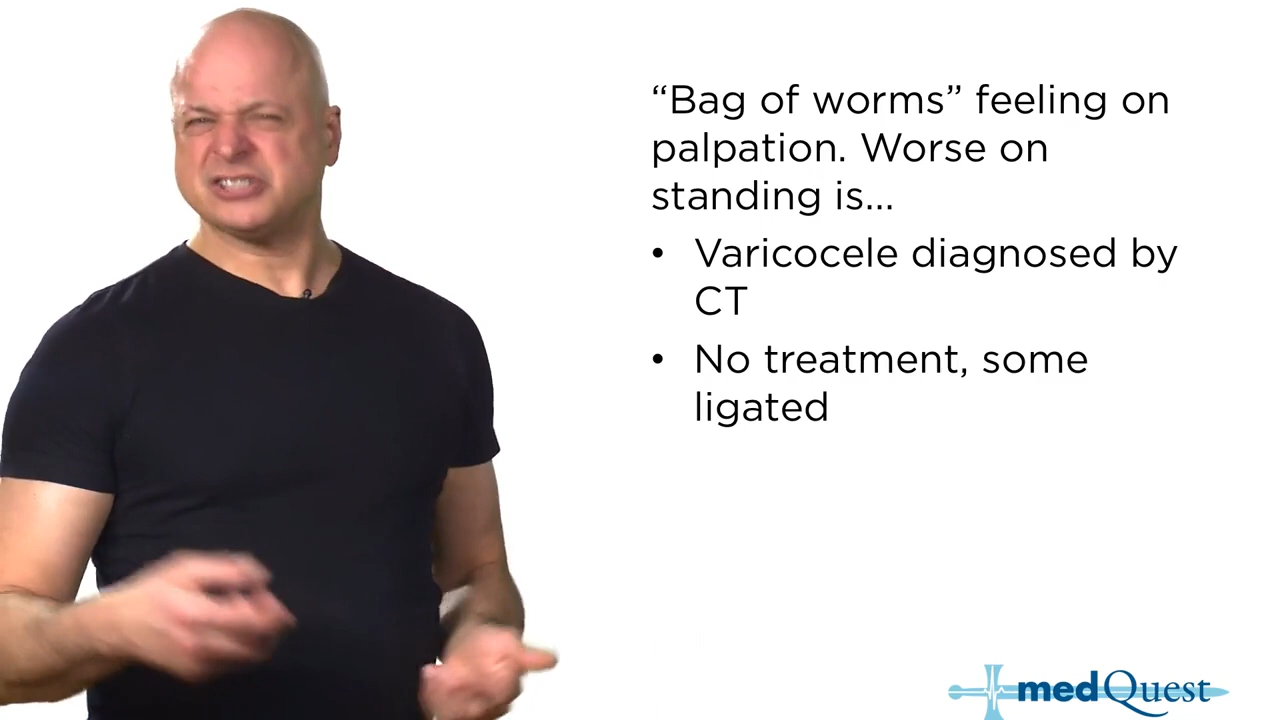 “Bag of worms” feeling on
palpation. Worse on
standing is...
• Varicocele diagnosed by
CT
• No treatment, some
ligated
medQuest